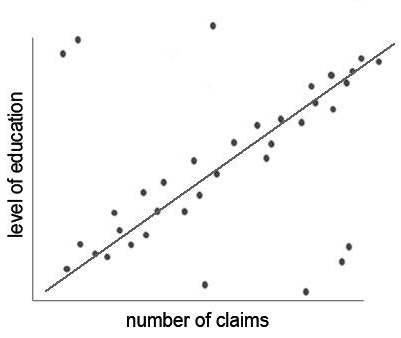 level of education
number of claims